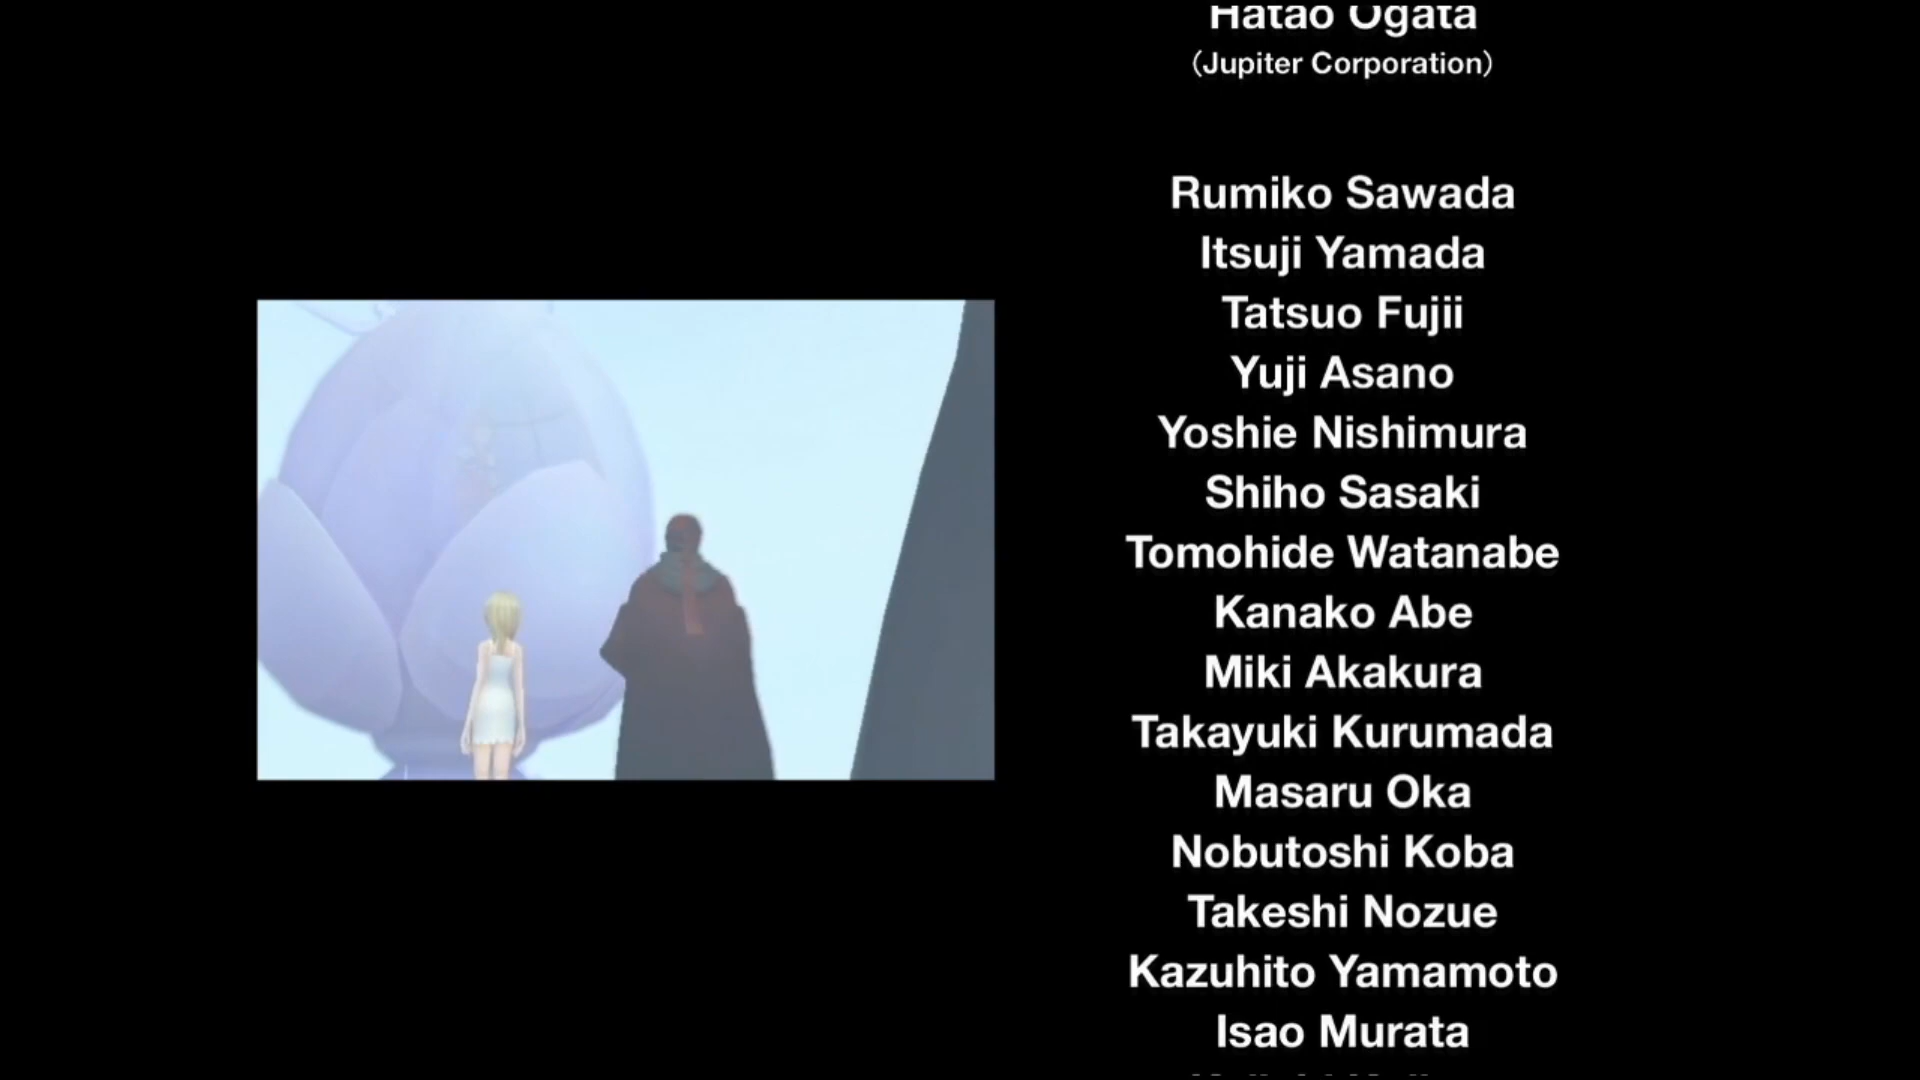 Hatao Ogata
(Jupiter Corporation)
Rumiko Sawada
Itsuji Yamada
Tatsuo Fujii
Yuji Asano
Yoshie Nishimura
Shiho Sasaki
Tomohide Watanabe
Kanako Abe
Miki Akakura
Takayuki Kurumada
Masaru Oka
Nobutoshi Koba
Takeshi Nozue
Kazuhito Yamamoto
Isao Murata